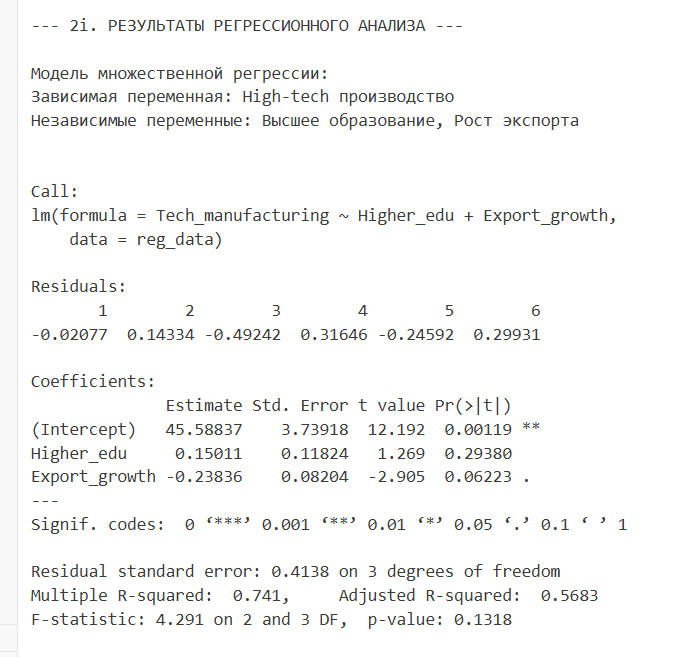 --- 2i. РЕЗУЛЬТАТЫ РЕГРЕССИОННОГО АНАЛИЗА ---
Модель множественной регрессии:
Зависимая переменная: High-tech производство
Независимые переменные: Высшее образование, Рост экспорта
Call:
lm(formula = Tech_manufacturing ~ Higher_edu + Export_growth,
    data = reg_data)
Residuals:
       1        2        3        4        5        6
-0.02077  0.14334 -0.49242  0.31646 -0.24592  0.29931
Coefficients:
              Estimate Std. Error t value Pr(>|t|)
(Intercept)   45.58837    3.73918  12.192  0.00119 **
Higher_edu     0.15011    0.11824   1.269  0.29380
Export_growth -0.23836    0.08204  -2.905  0.06223 .
---
Signif. codes:  0 ‘***’ 0.001 ‘**’ 0.01 ‘*’ 0.05 ‘.’ 0.1 ‘ ’ 1
Residual standard error: 0.4138 on 3 degrees of freedom
Multiple R-squared:  0.741,     Adjusted R-squared:  0.5683
F-statistic: 4.291 on 2 and 3 DF,  p-value: 0.1318